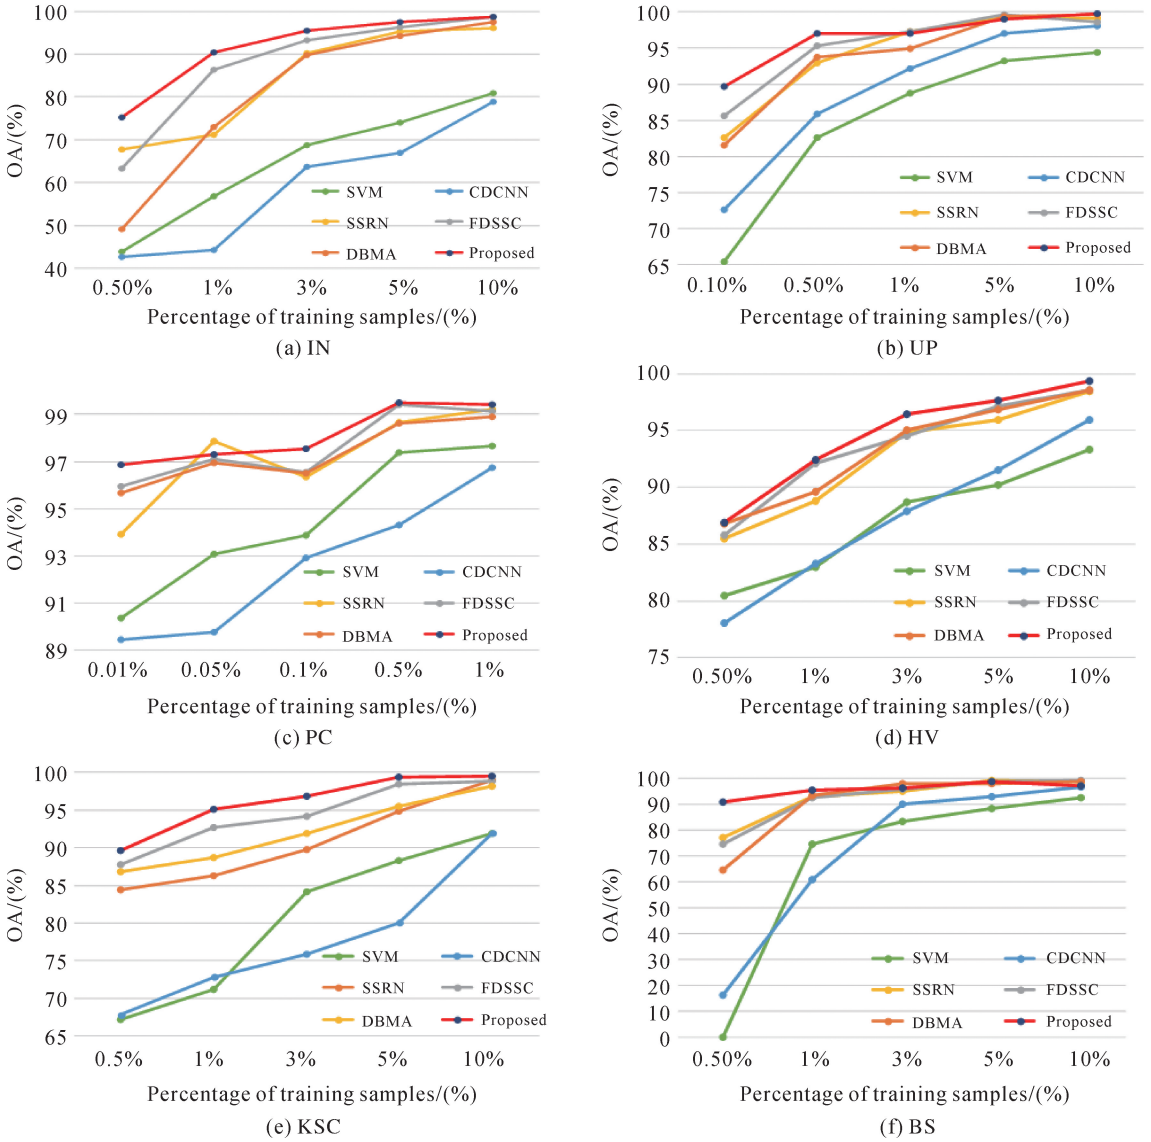 100
90
80
70
60
50
40
OA/(%)
SVM
CDCNN
SSRN
FDSSC
DBMA
Proposed
0.50% 1% 3% 5% 10%
Percentage of training samples/(%)
(a) IN
100
95
90
85
80
75
70
65
OA/(%)
SVM
CDCNN
SSRN
FDSSC
DBMA
Proposed
0.10% 0.50% 1% 5% 10%
Percentage of training samples/(%)
(b) UP
99
97
95
93
91
89
OA/(%)
SVM
CDCNN
SSRN
FDSSC
DBMA
Proposed
0.01% 0.05% 0.1% 0.5% 1%
Percentage of training samples/(%)
(c) PC
100
95
90
85
80
75
OA/(%)
SVM
CDCNN
SSRN
FDSSC
DBMA
Proposed
0.50% 1% 3% 5% 10%
Percentage of training samples/(%)
(d) HV
100
95
90
85
80
75
70
65
OA/(%)
SVM
CDCNN
SSRN
FDSSC
DBMA
Proposed
0.5% 1% 3% 5% 10%
Percentage of training samples/(%)
(e) KSC
100
90
80
70
60
50
40
30
20
10
0
OA/(%)
SVM
CDCNN
SSRN
FDSSC
DBMA
Proposed
0.50% 1% 3% 5% 10%
Percentage of training samples/(%)
(f) BS